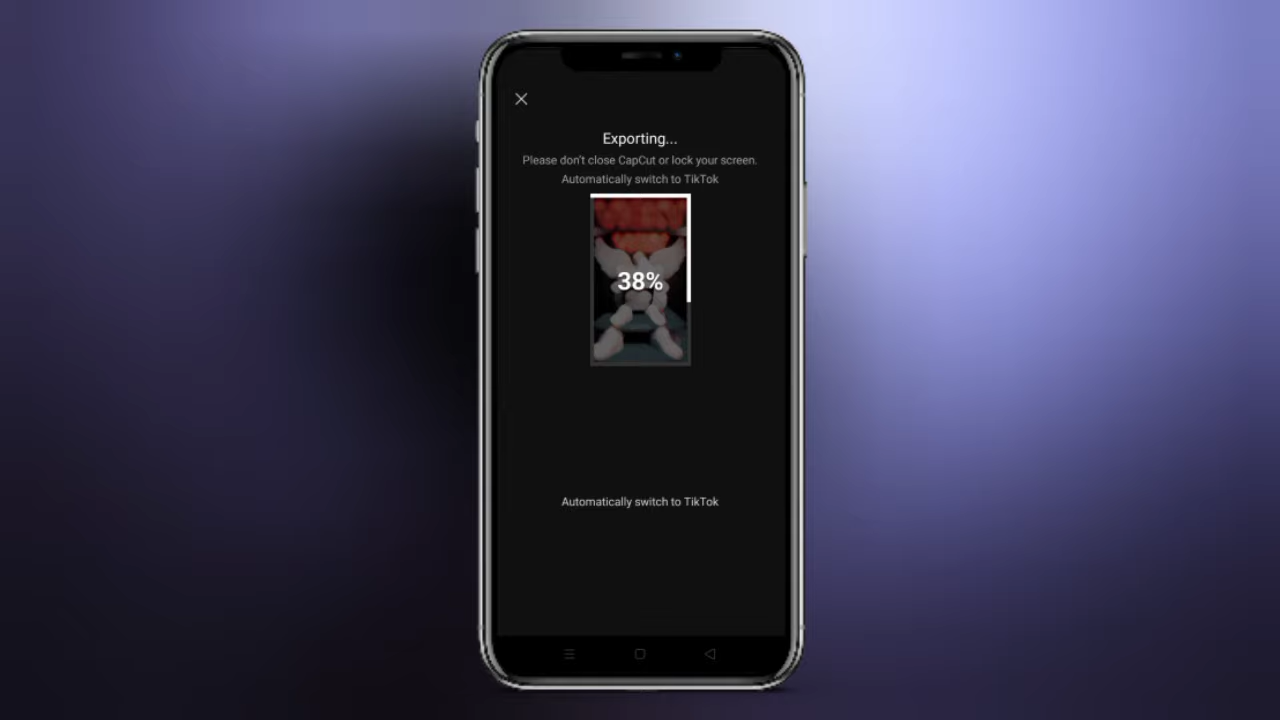 Exporting...
Please don't close CapCut or lock your screen.
Automatically switch to TikTok
38%
Automatically switch to TikTok